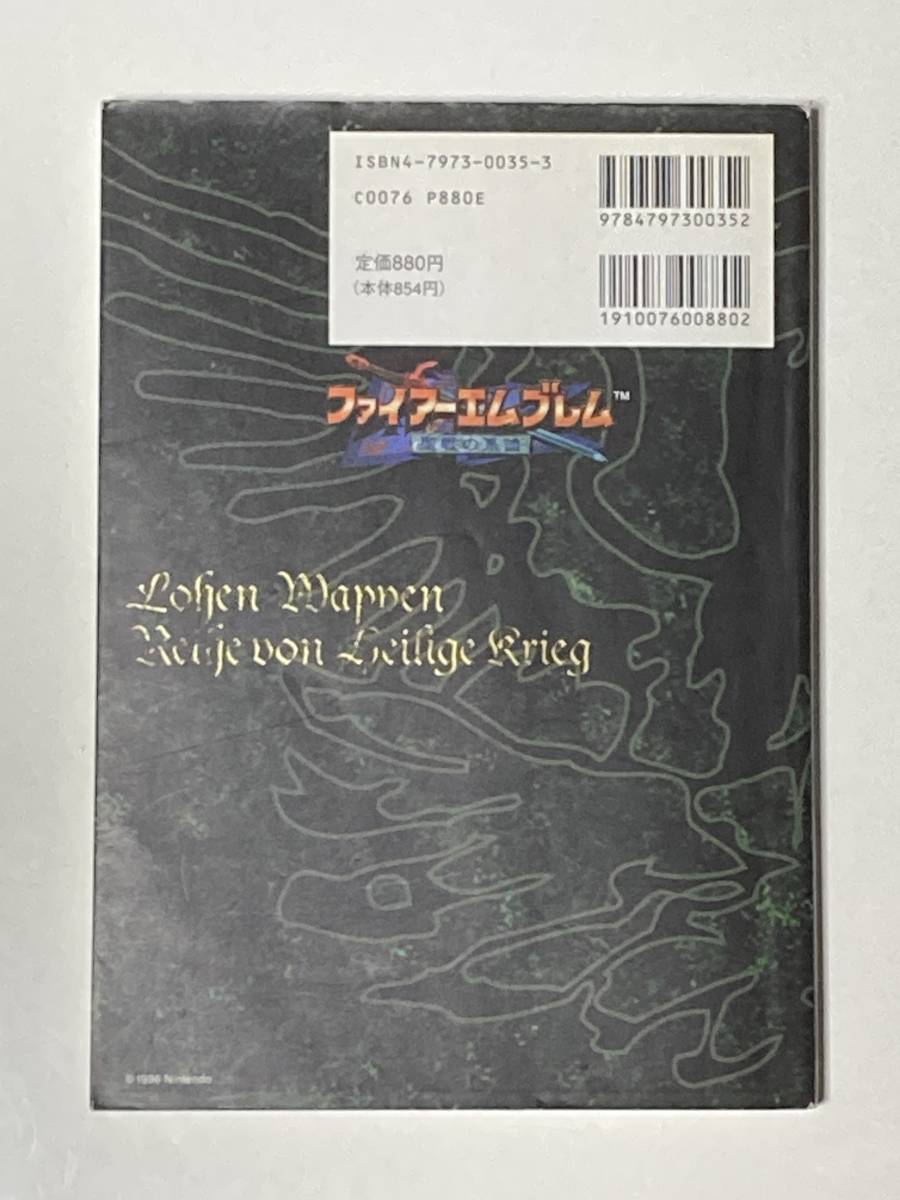 ISBN4-7973-0035-3
C0076 P880E
9784797300352
定価880円
(本体854円)
1910076008802
ファイアーエムブレム™
聖戦の系譜
Lohen Wappen
Reihe von Heilige Krieg
©1996 Nintendo